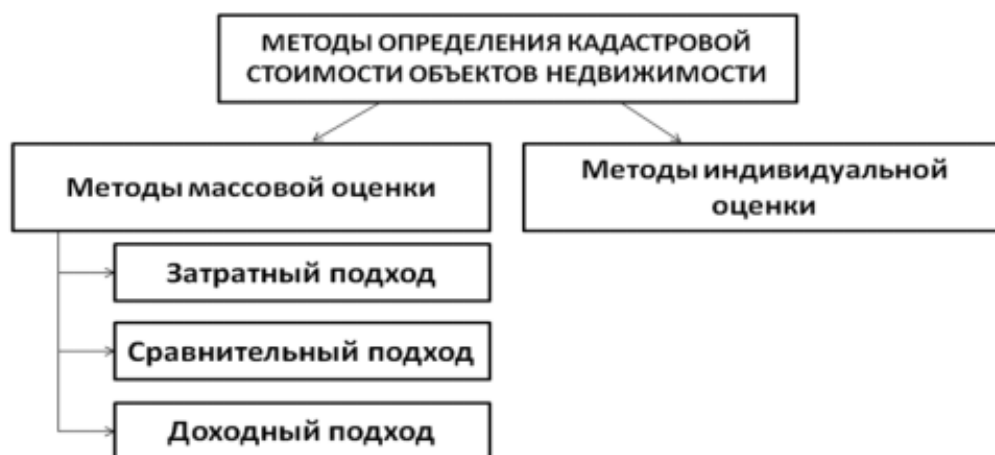 МЕТОДЫ ОПРЕДЕЛЕНИЯ КАДАСТРОВОЙ
СТОИМОСТИ ОБЪЕКТОВ НЕДВИЖИМОСТИ
Методы массовой оценки
Методы индивидуальной
оценки
Затратный подход
Сравнительный подход
Доходный подход